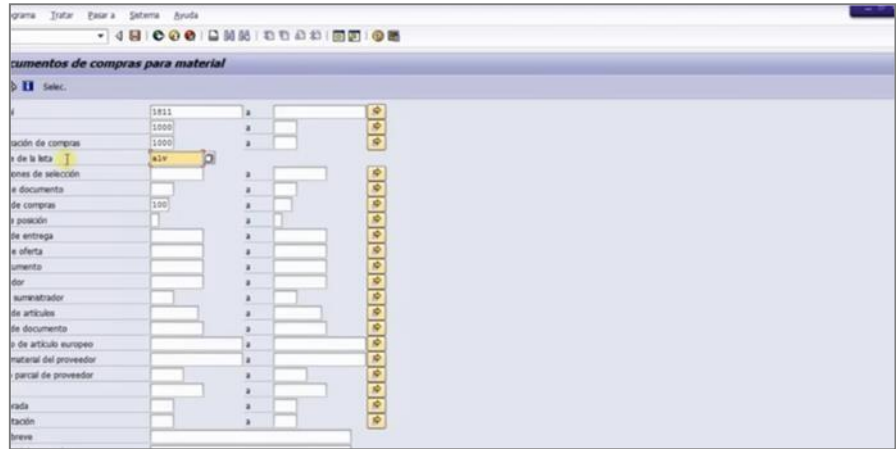 Tratar Pasar a Sistema Ayuda
cumentos de compras para material
Selec.
1811 a
1000 a
ación de compras 1000 a
de la lista alv
ones de selección a
e documento a
de compras 100 a
posición a
de entrega a
e oferta a
umento a
dor a
suministrador a
de artículos a
de documento a
o de artículo europeo a
material del proveedor a
parcial de proveedor a
a
rada a
tación a
breve